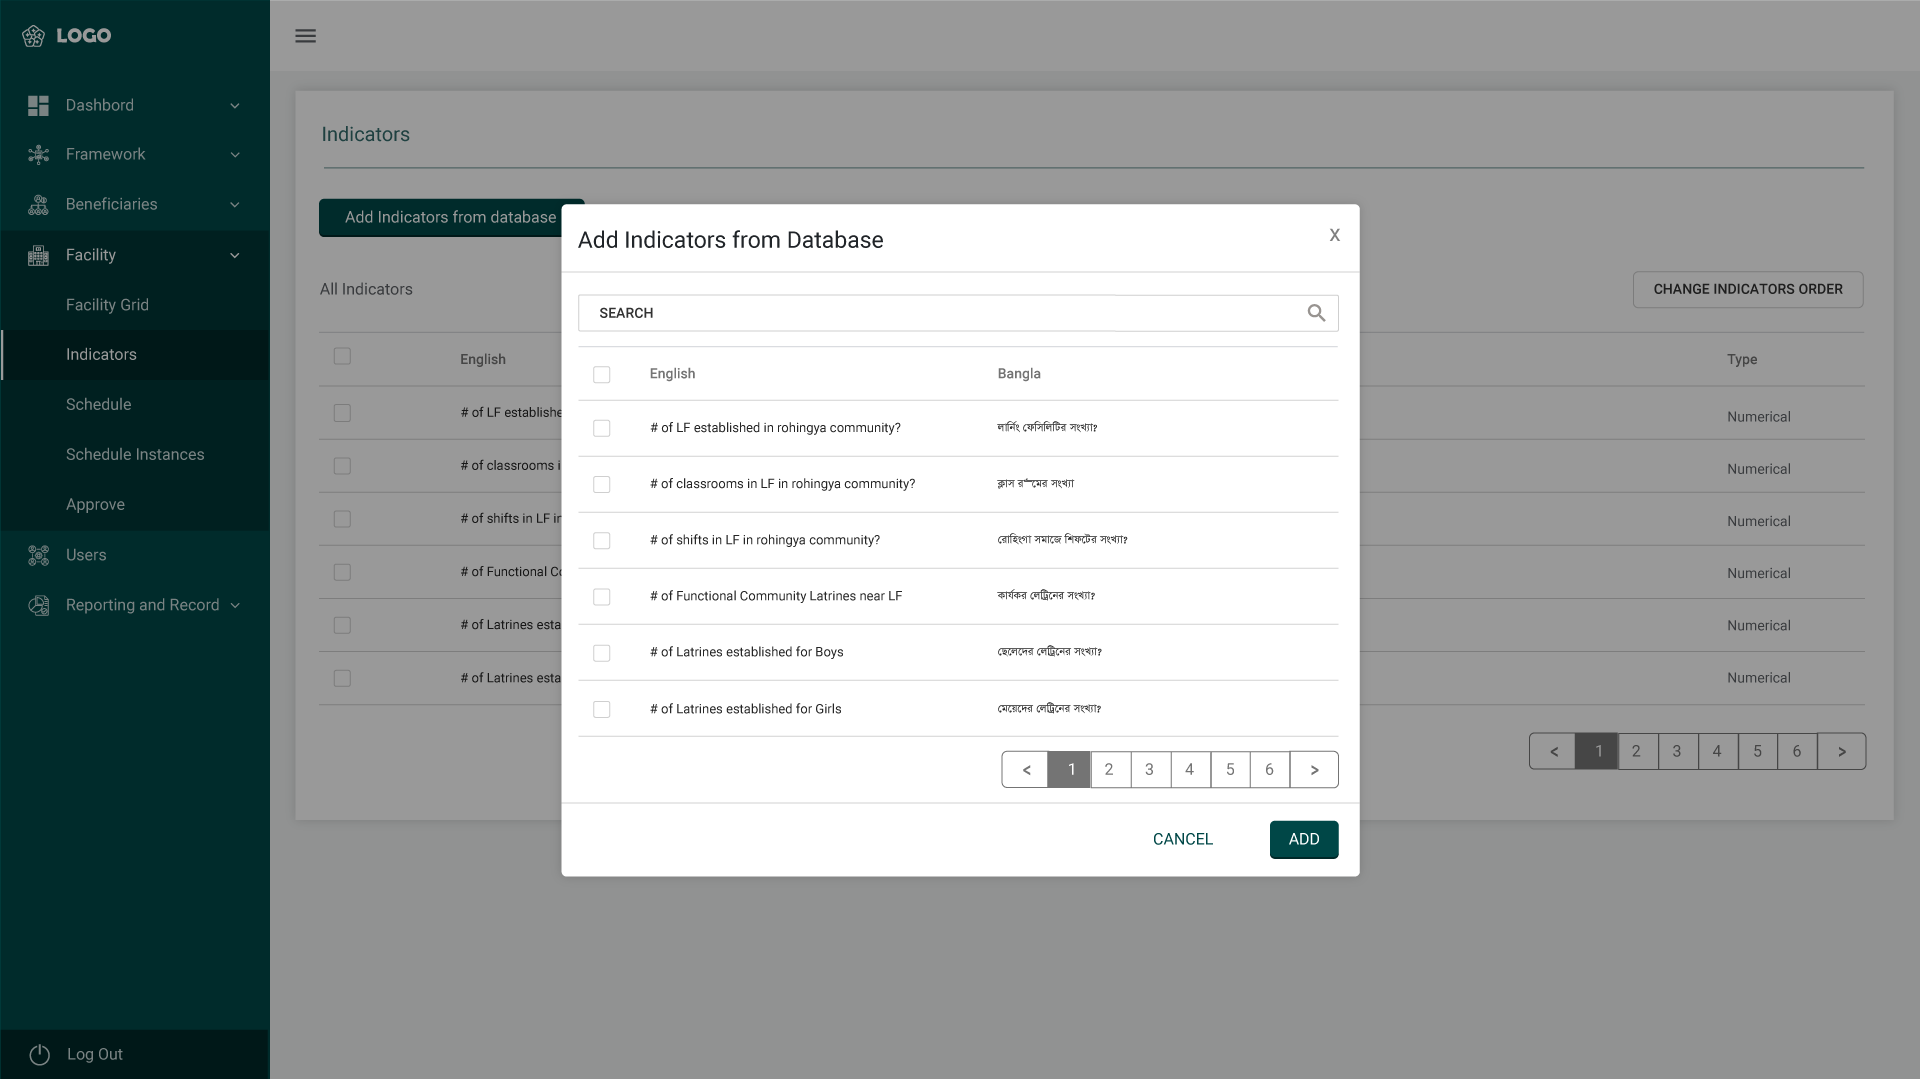 LOGO
Dashbord
Framework
Beneficiaries
Facility
Facility Grid
Indicators
Schedule
Schedule Instances
Approve
Users
Reporting and Record
Log Out
Indicators
Add Indicators from database
All Indicators
CHANGE INDICATORS ORDER
English Type
# of LF establishe Numerical
# of classrooms i Numerical
# of shifts in LF in Numerical
# of Functional Co Numerical
# of Latrines esta Numerical
# of Latrines esta Numerical
< 1 2 3 4 5 6 >
Add Indicators from Database X
SEARCH
English Bangla
# of LF established in rohingya community? লার্নিং ফেসিলিটির সংখ্যা?
# of classrooms in LF in rohingya community? ক্লাস সংখ্যা
# of shifts in LF in rohingya community? রোহিংগা সমাজে শিফটের সংখ্যা?
# of Functional Community Latrines near LF কার্যকর লেট্রিনের সংখ্যা?
# of Latrines established for Boys ছেলেদের লেট্রিনের সংখ্যা?
# of Latrines established for Girls মেয়েদের লেট্রিনের সংখ্যা?
< 1 2 3 4 5 6 >
CANCEL ADD